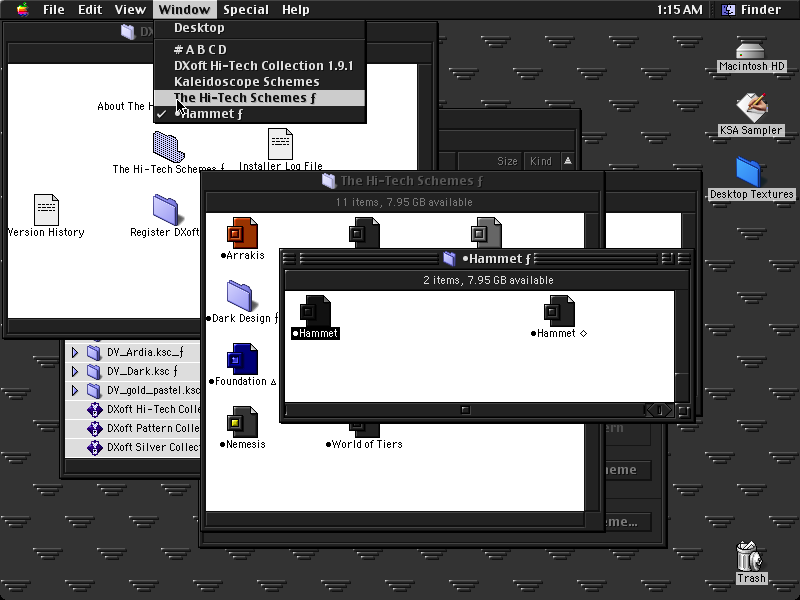 File Edit View Window Special Help 1:15 AM Finder
Desktop
# A B C D
DXoft Hi-Tech Collection 1.9.1
Kaleidoscope Schemes
The Hi-Tech Schemes ƒ
✓ •Hammet ƒ
About The H
The Hi-Tech Schemes ƒ
Installer Log File
Version History
Register DXoft
Size Kind
DV_Ardia.ksc_ƒ
DV_Dark.ksc ƒ
DV_gold_pastel.ksc
DXoft Hi-Tech Colle
DXoft Pattern Colle
DXoft Silver Collect
The Hi-Tech Schemes ƒ
11 items, 7.95 GB available
•Arrakis
•Dark Design ƒ
•Foundation ▵
•Nemesis
•World of Tiers
•Hammet ƒ
2 items, 7.95 GB available
•Hammet
•Hammet ◇
ern
heme
eme...
Macintosh HD
KSA Sampler
Desktop Textures
Trash